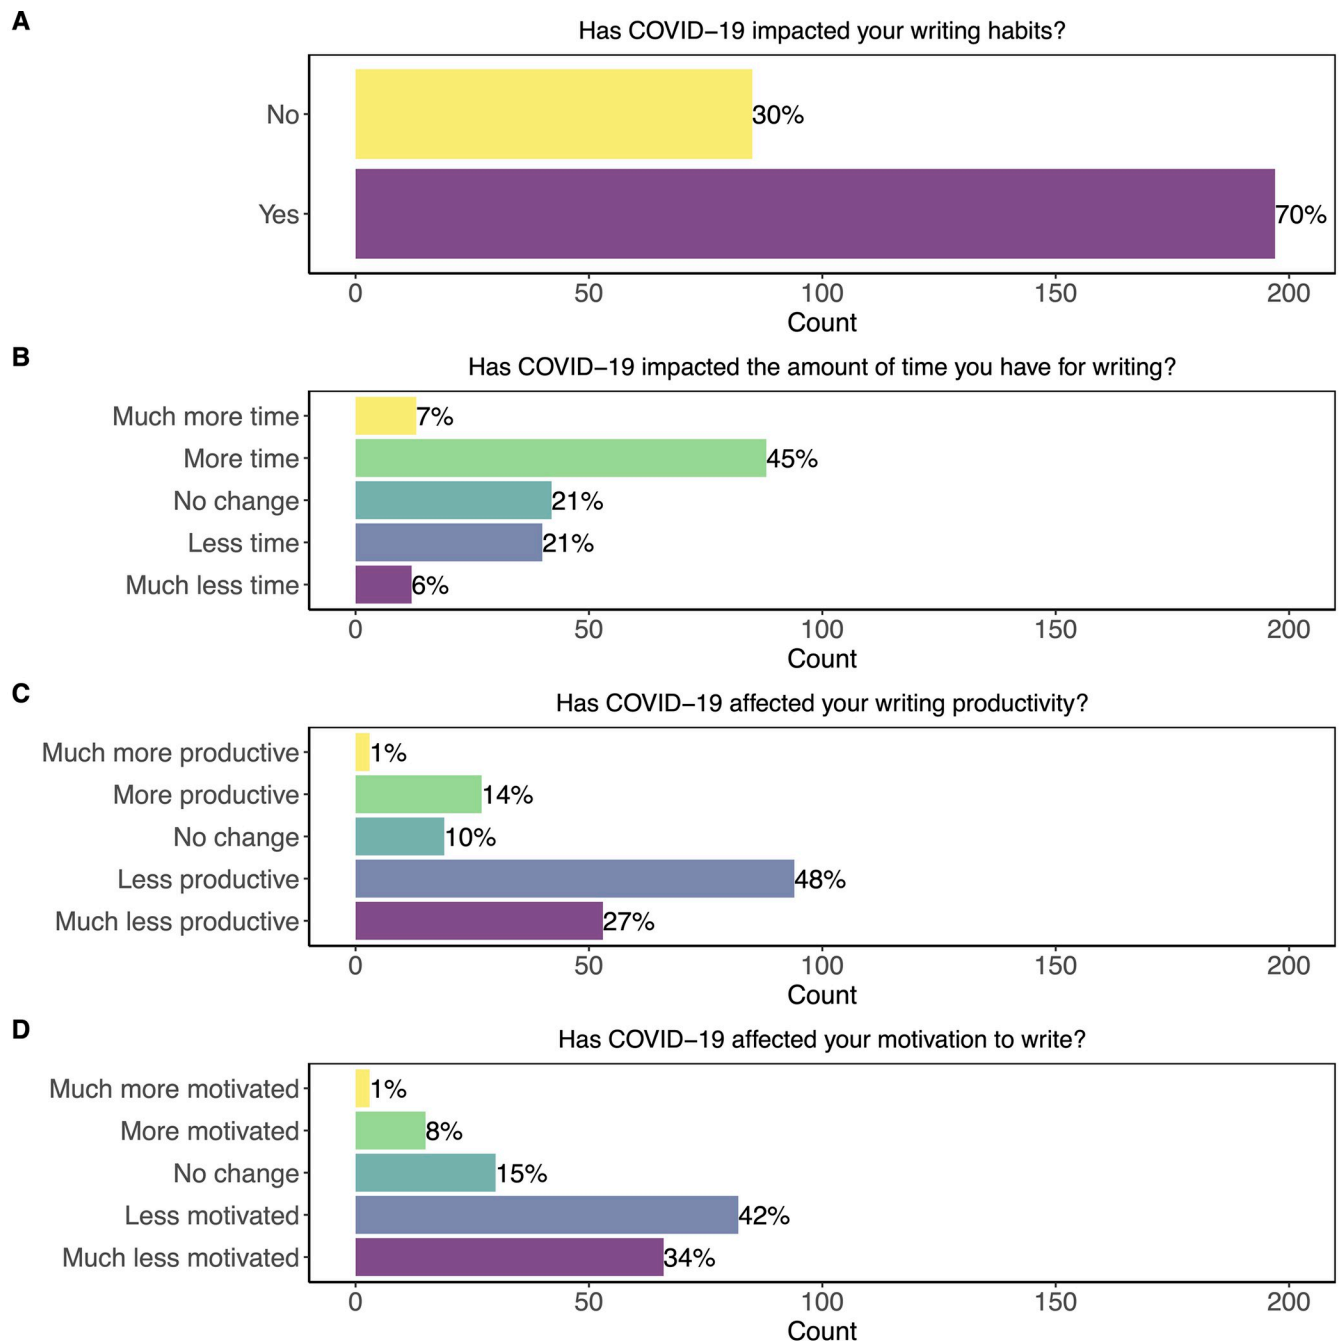 A
Has COVID–19 impacted your writing habits?
No
30%
Yes
70%
0 50 100 150 200
Count
B
Has COVID–19 impacted the amount of time you have for writing?
Much more time
7%
More time
45%
No change
21%
Less time
21%
Much less time
6%
0 50 100 150 200
Count
C
Has COVID–19 affected your writing productivity?
Much more productive
1%
More productive
14%
No change
10%
Less productive
48%
Much less productive
27%
0 50 100 150 200
Count
D
Has COVID–19 affected your motivation to write?
Much more motivated
1%
More motivated
8%
No change
15%
Less motivated
42%
Much less motivated
34%
0 50 100 150 200
Count